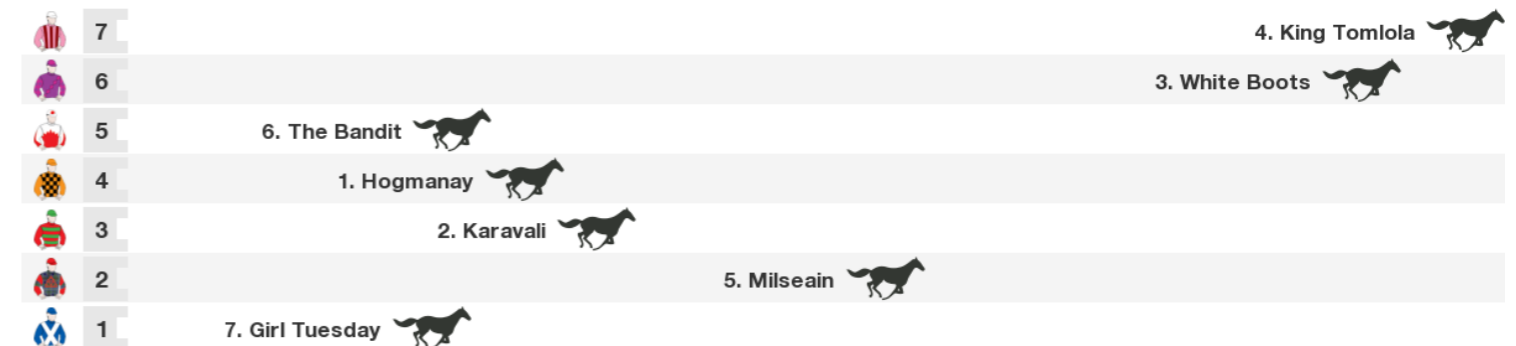 7 4. King Tomlola
6 3. White Boots
5 6. The Bandit
4 1. Hogmanay
3 2. Karavali
2 5. Milseain
1 7. Girl Tuesday